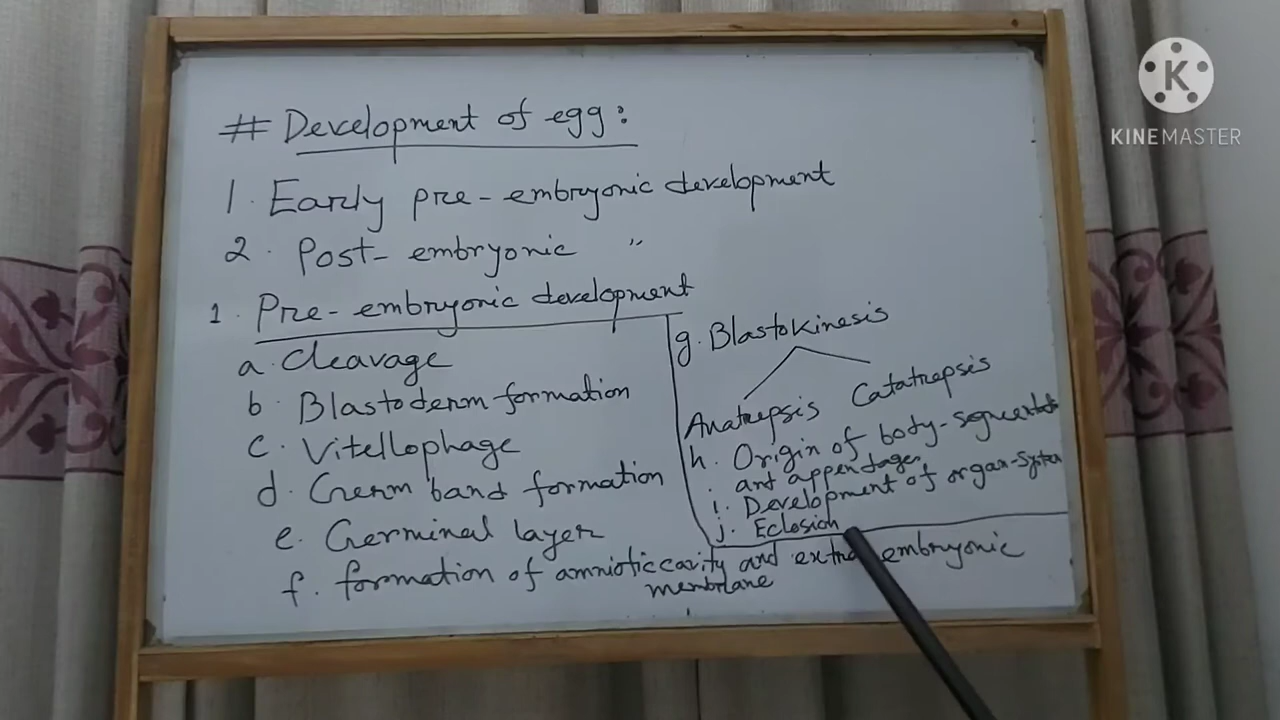 # Development of egg:
1. Early pre-embryonic development
2. Post-embryonic "
1. Pre-embryonic development
a. Cleavage
b. Blastoderm formation
c. Vitellophage
d. Germ band formation
e. Germinal layer
f. formation of amniotic cavity and extra embryonic
membrane
g. Blastokinesis
Anatrepsis Catatrepsis
h. Origin of body-segments
and appendages
i. Development of organ-system
j. Eclosion
K
KINEMASTER